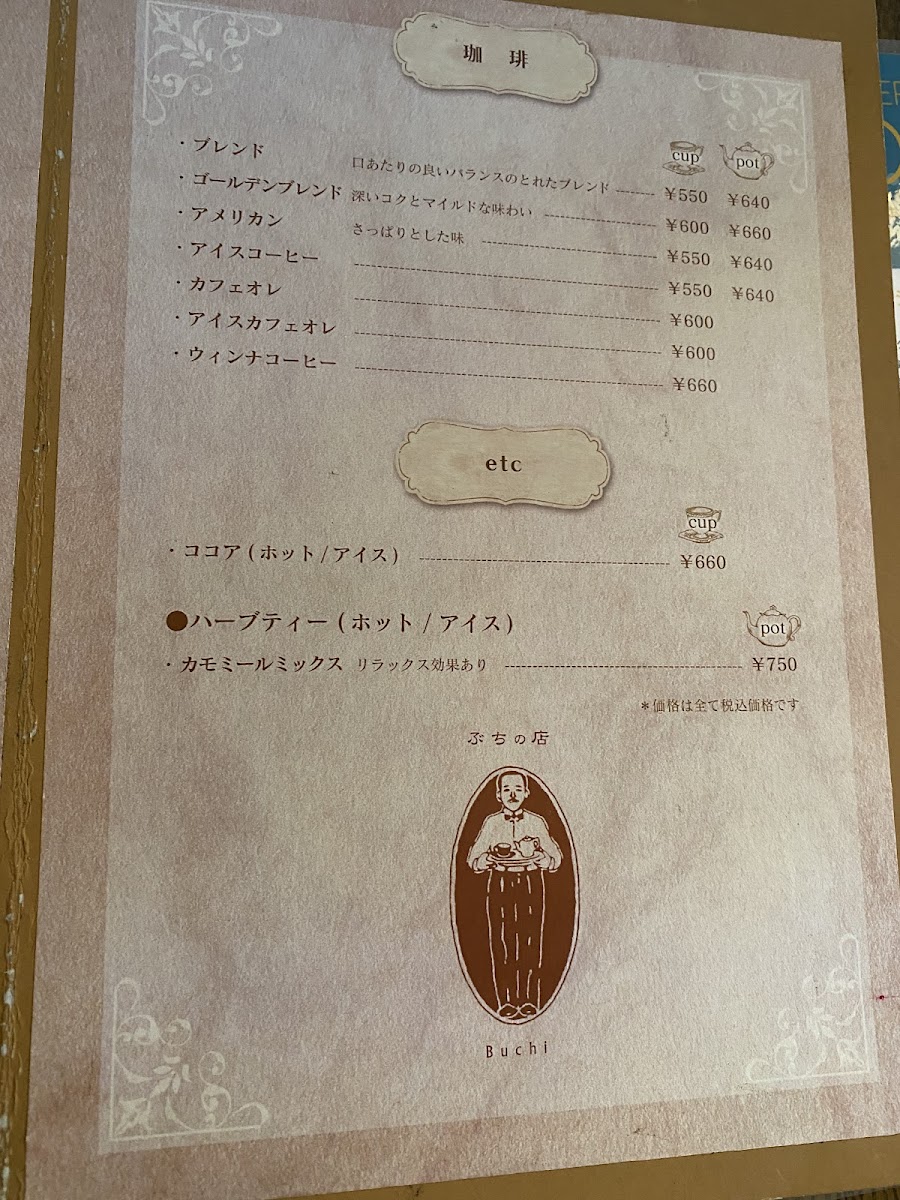 珈 琲
cup pot
・ブレンド 口あたりの良いバランスのとれたブレンド ¥550 ¥640
・ゴールデンブレンド 深いコクとマイルドな味わい ¥600 ¥660
・アメリカン さっぱりとした味 ¥550 ¥640
・アイスコーヒー ¥550 ¥640
・カフェオレ ¥600
・アイスカフェオレ ¥600
・ウィンナコーヒー ¥660
etc
cup
・ココア(ホット/アイス) ¥660
●ハーブティー(ホット/アイス) pot
・カモミールミックス リラックス効果あり ¥750
*価格は全て税込価格です
ぶちの店
Buchi